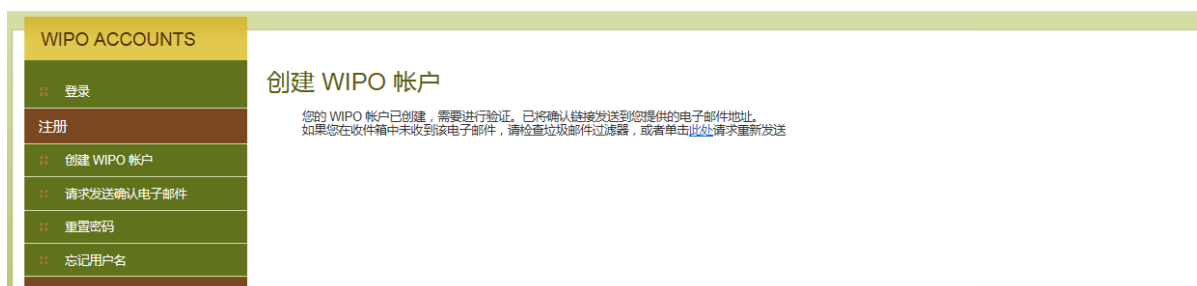 WIPO ACCOUNTS
登录
注册
创建 WIPO 帐户
请求发送确认电子邮件
重置密码
忘记用户名
创建 WIPO 帐户
您的 WIPO 帐户已创建，需要进行验证。已将确认链接发送到您提供的电子邮件地址。
如果您在收件箱中未收到该电子邮件，请检查垃圾邮件过滤器，或者单击此处请求重新发送